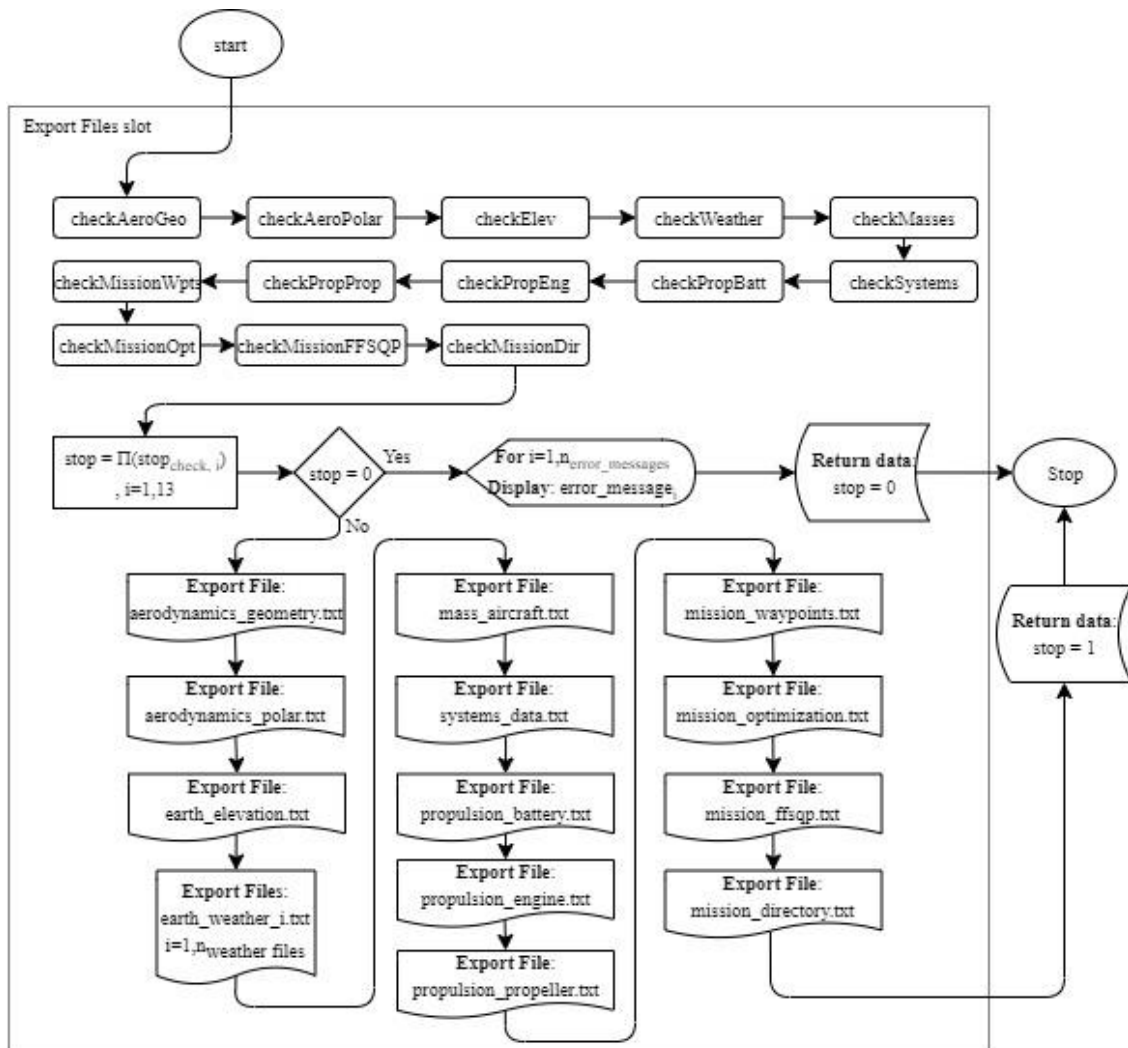 start
Export Files slot
checkAeroGeo
checkAeroPolar
checkElev
checkWeather
checkMasses
checkSystems
checkPropBatt
checkPropEng
checkPropProp
checkMissionWpts
checkMissionOpt
checkMissionFFSQP
checkMissionDir
stop = Π(stop_check, i)
, i=1,13
stop = 0
Yes
No
For i=1,n_error_messages
Display: error_message_i
Return data:
stop = 0
Stop
Return data:
stop = 1
Export File:
aerodynamics_geometry.txt
Export File:
aerodynamics_polar.txt
Export File:
earth_elevation.txt
Export Files:
earth_weather_i.txt
i=1,n_weather files
Export File:
mass_aircraft.txt
Export File:
systems_data.txt
Export File:
propulsion_battery.txt
Export File:
propulsion_engine.txt
Export File:
propulsion_propeller.txt
Export File:
mission_waypoints.txt
Export File:
mission_optimization.txt
Export File:
mission_ffsqp.txt
Export File:
mission_directory.txt